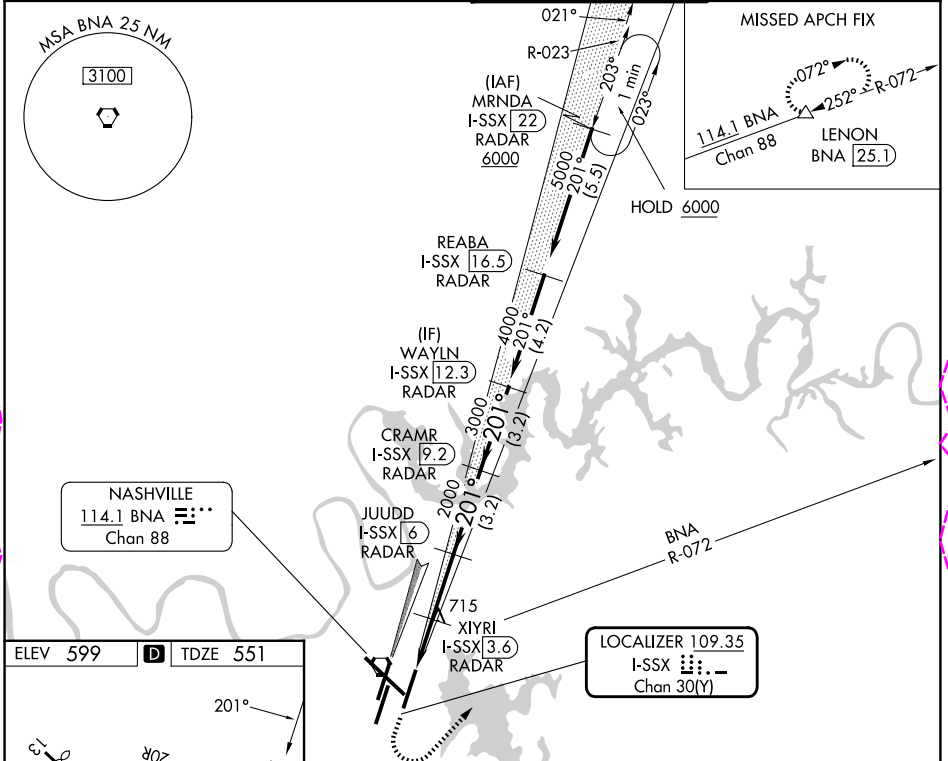 MSA BNA 25 NM
3100
021°
R-023
203°
1 min
023°
(IAF)
MRNDA
I-SSX 22
RADAR
6000
5000
201°
(5.5)
HOLD 6000
MISSED APCH FIX
072°
252°
R-072
114.1 BNA
Chan 88
LENON
BNA 25.1
REABA
I-SSX 16.5
RADAR
4000
201°
(4.2)
(IF)
WAYLN
I-SSX 12.3
RADAR
3000
201°
(3.2)
CRAMR
I-SSX 9.2
RADAR
2000
201°
(3.2)
NASHVILLE
114.1 BNA
Chan 88
JUUDD
I-SSX 6
RADAR
BNA
R-072
715
XIYRI
I-SSX 3.6
RADAR
LOCALIZER 109.35
I-SSX
Chan 30(Y)
ELEV 599
D
TDZE 551
201°
13
20R